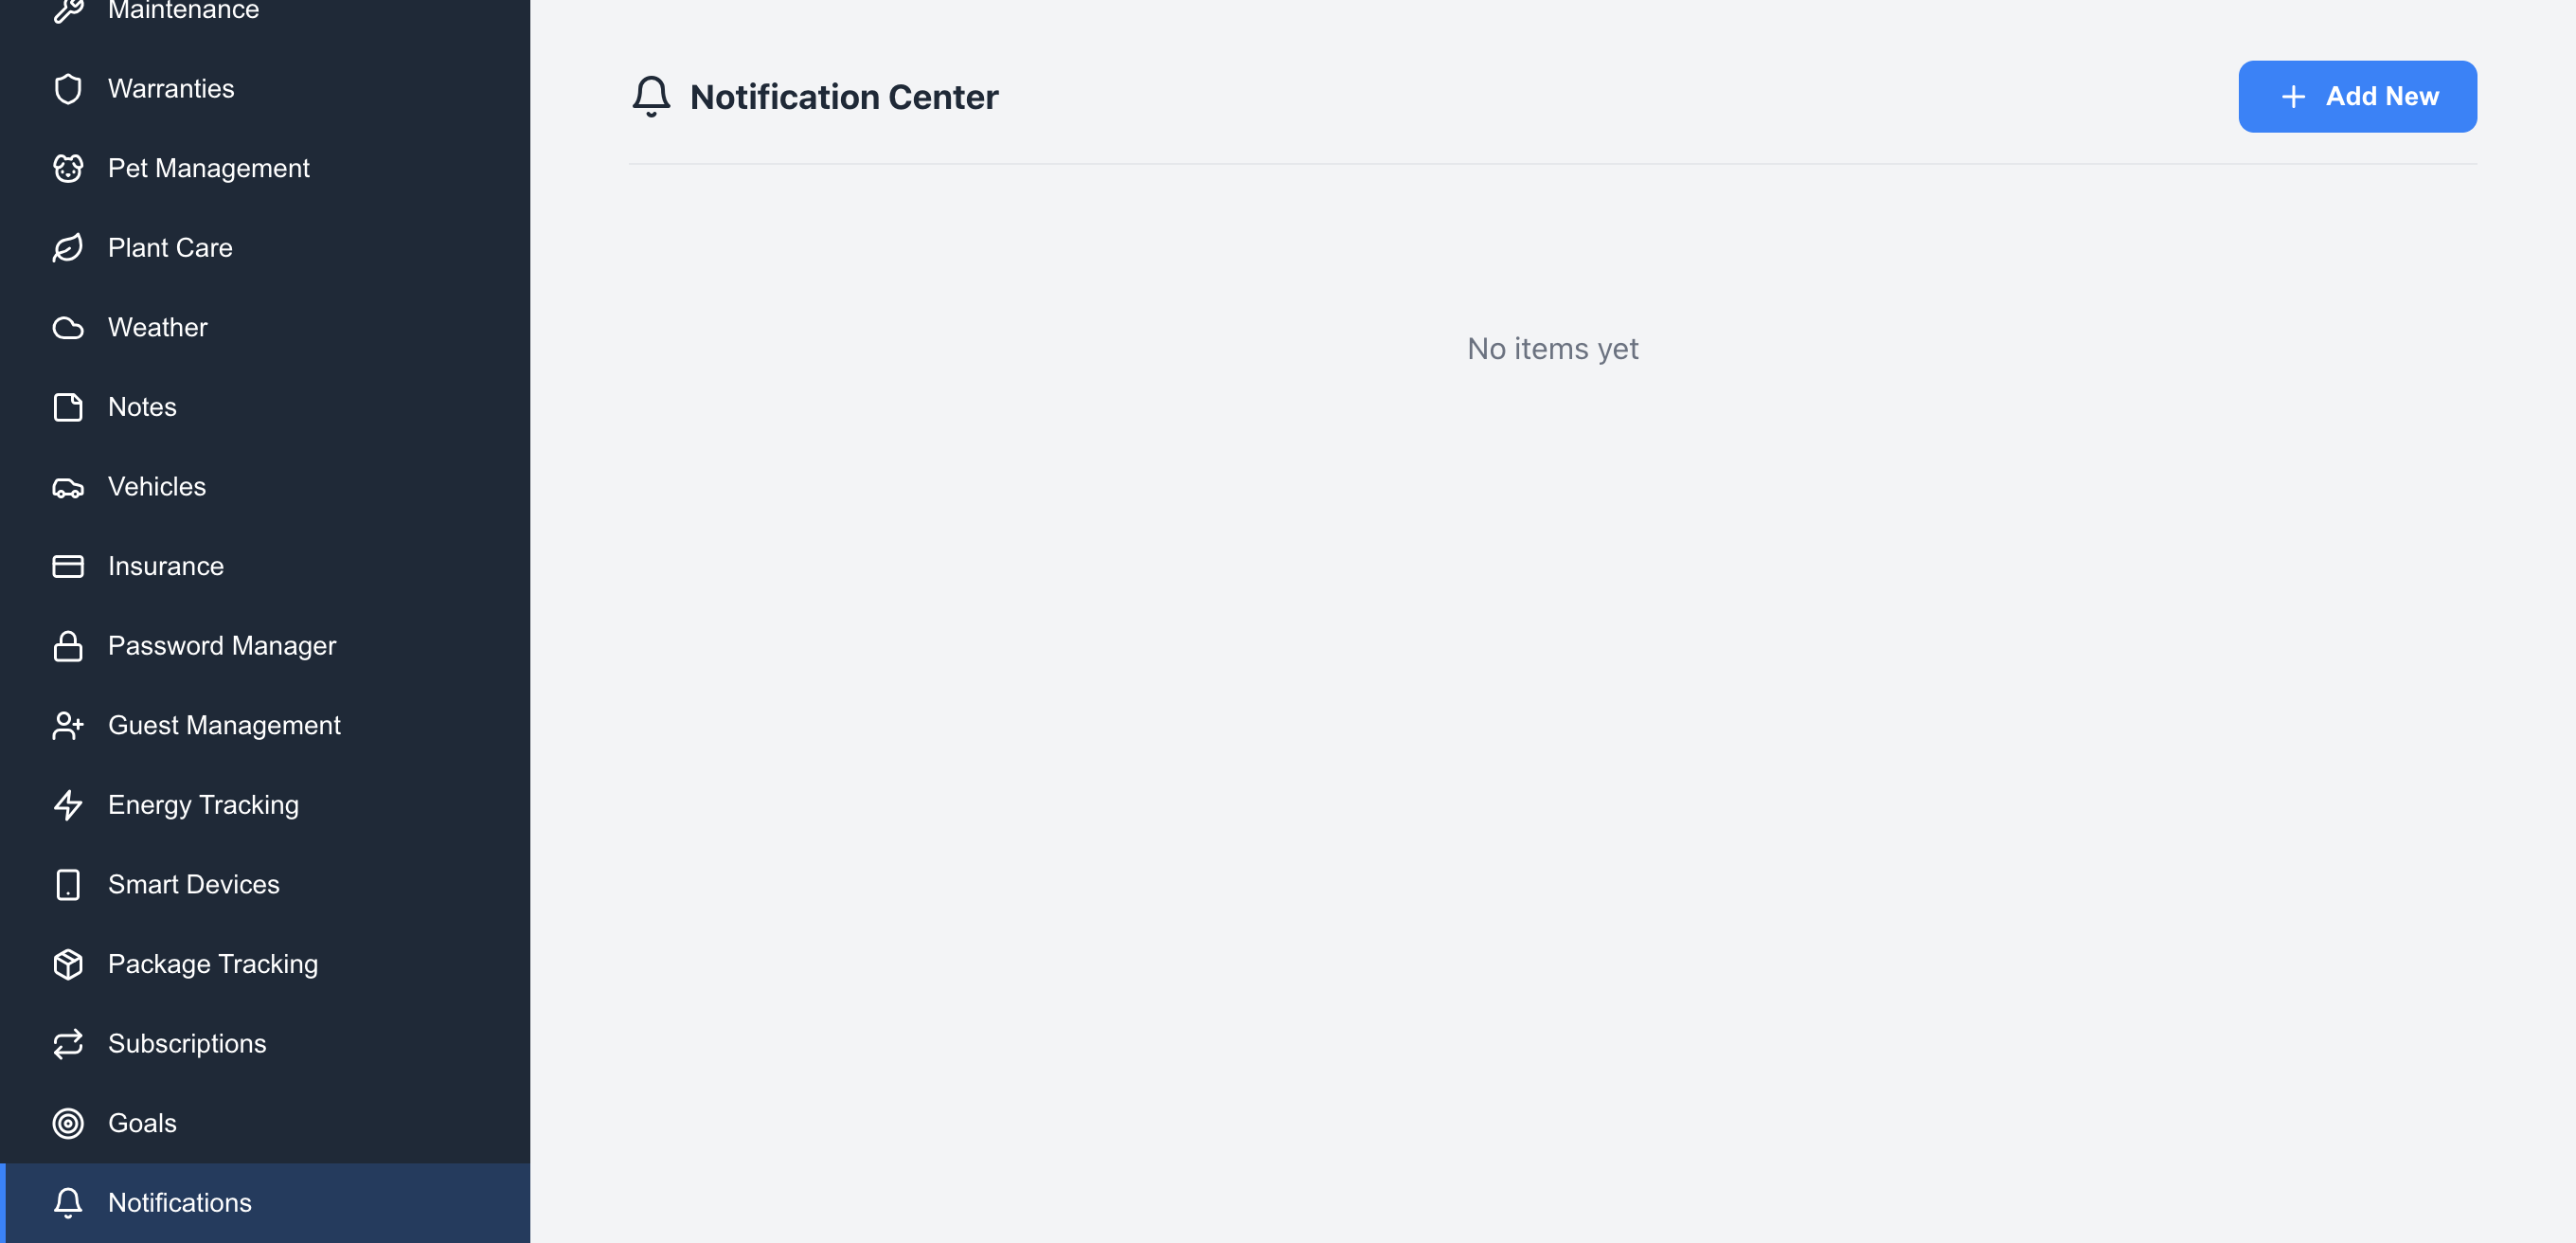 Maintenance
Warranties
Pet Management
Plant Care
Weather
Notes
Vehicles
Insurance
Password Manager
Guest Management
Energy Tracking
Smart Devices
Package Tracking
Subscriptions
Goals
Notifications
Notification Center
Add New
No items yet